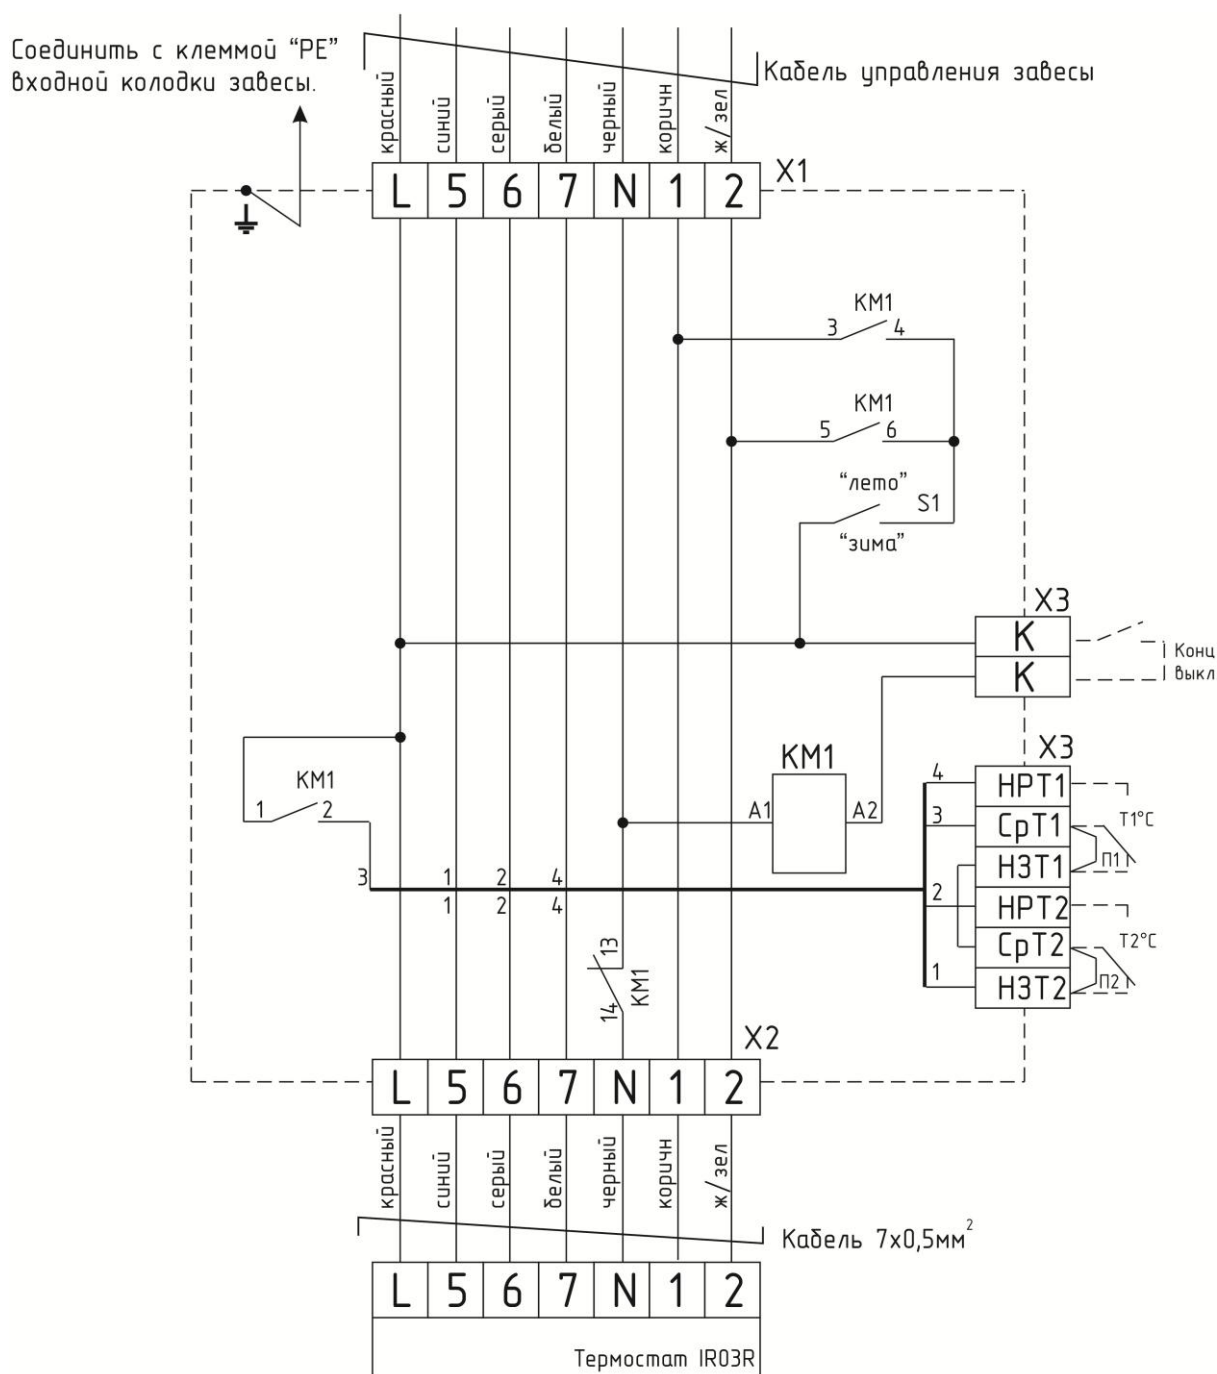 Соединить с клеммой “PE”
входной колодки завесы.
Кабель управления завесы
красный синий серый белый черный коричн ж/зел
L 5 6 7 N 1 2
X1
KM1
3 4
KM1
5 6
“лето”
S1
“зима”
X3
K
K
Конц
выкл
X3
KM1
4 НРТ1
KM1
T1°C
1 2
A1 A2
3 СрТ1
П1
НЗТ1
3 1 2 4
1 2 4
2 НРТ2
T2°C
СрТ2
13
KM1
14
П2
1 НЗТ2
X2
L 5 6 7 N 1 2
красный синий серый белый черный коричн ж/зел
Кабель 7х0,5мм²
L 5 6 7 N 1 2
Термостат IR03R